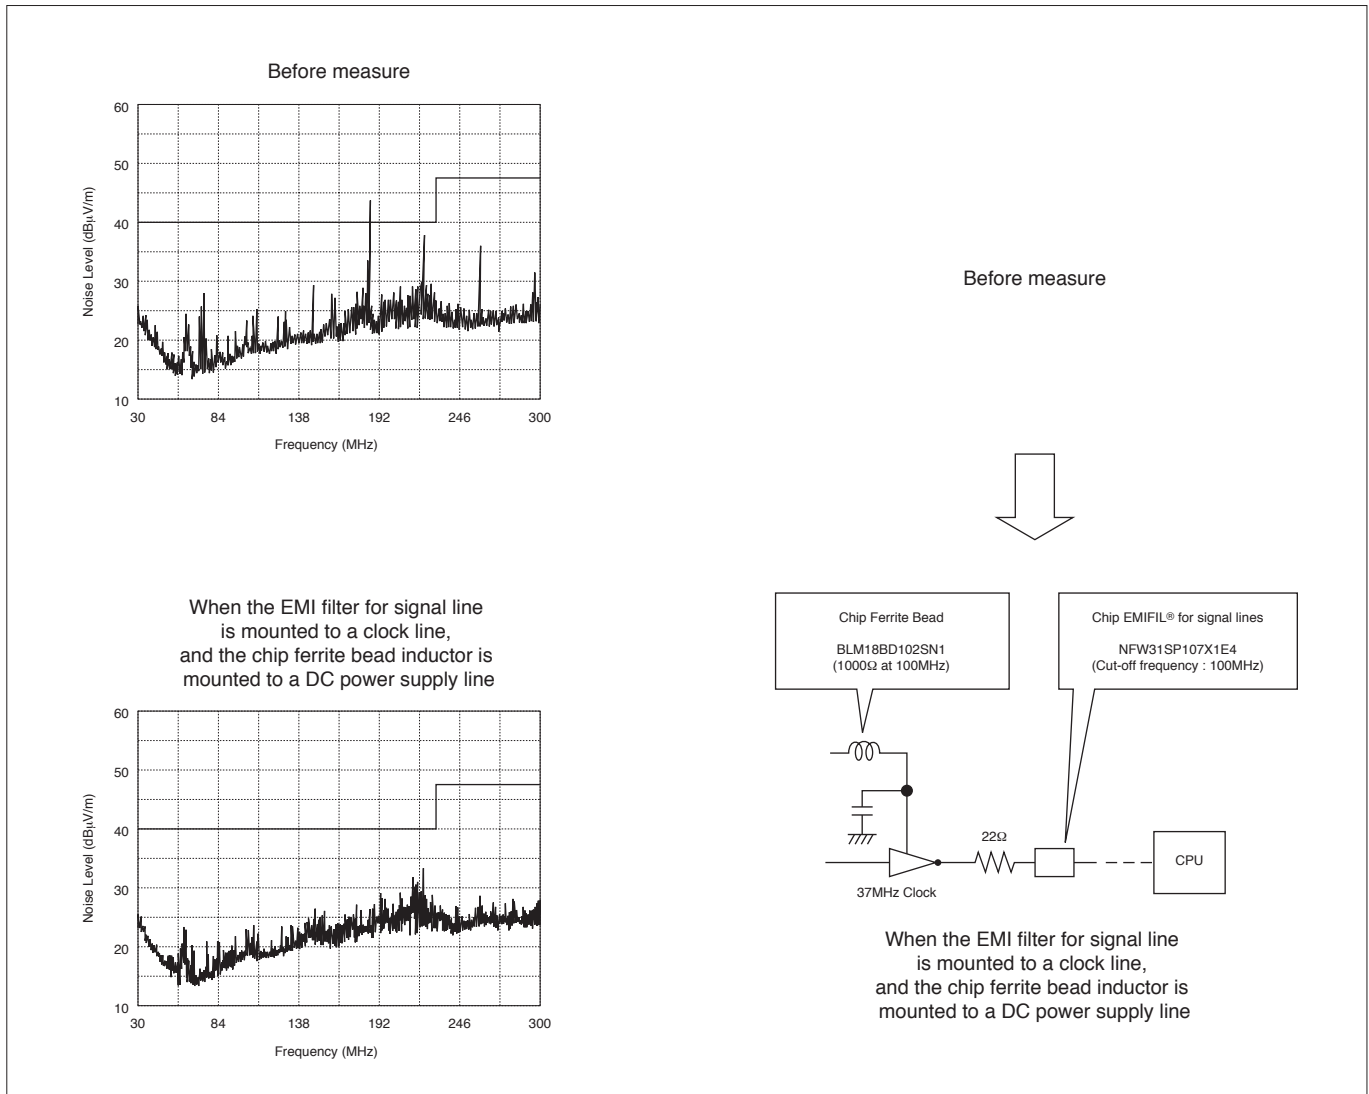 Before measure
60
50
40
30
20
10
Noise Level (dBµV/m)
30 84 138 192 246 300
Frequency (MHz)
When the EMI filter for signal line
is mounted to a clock line,
and the chip ferrite bead inductor is
mounted to a DC power supply line
60
50
40
30
20
10
Noise Level (dBµV/m)
30 84 138 192 246 300
Frequency (MHz)
Before measure
Chip Ferrite Bead
BLM18BD102SN1
(1000Ω at 100MHz)
Chip EMIFIL® for signal lines
NFW31SP107X1E4
(Cut-off frequency : 100MHz)
22Ω
CPU
37MHz Clock
When the EMI filter for signal line
is mounted to a clock line,
and the chip ferrite bead inductor is
mounted to a DC power supply line